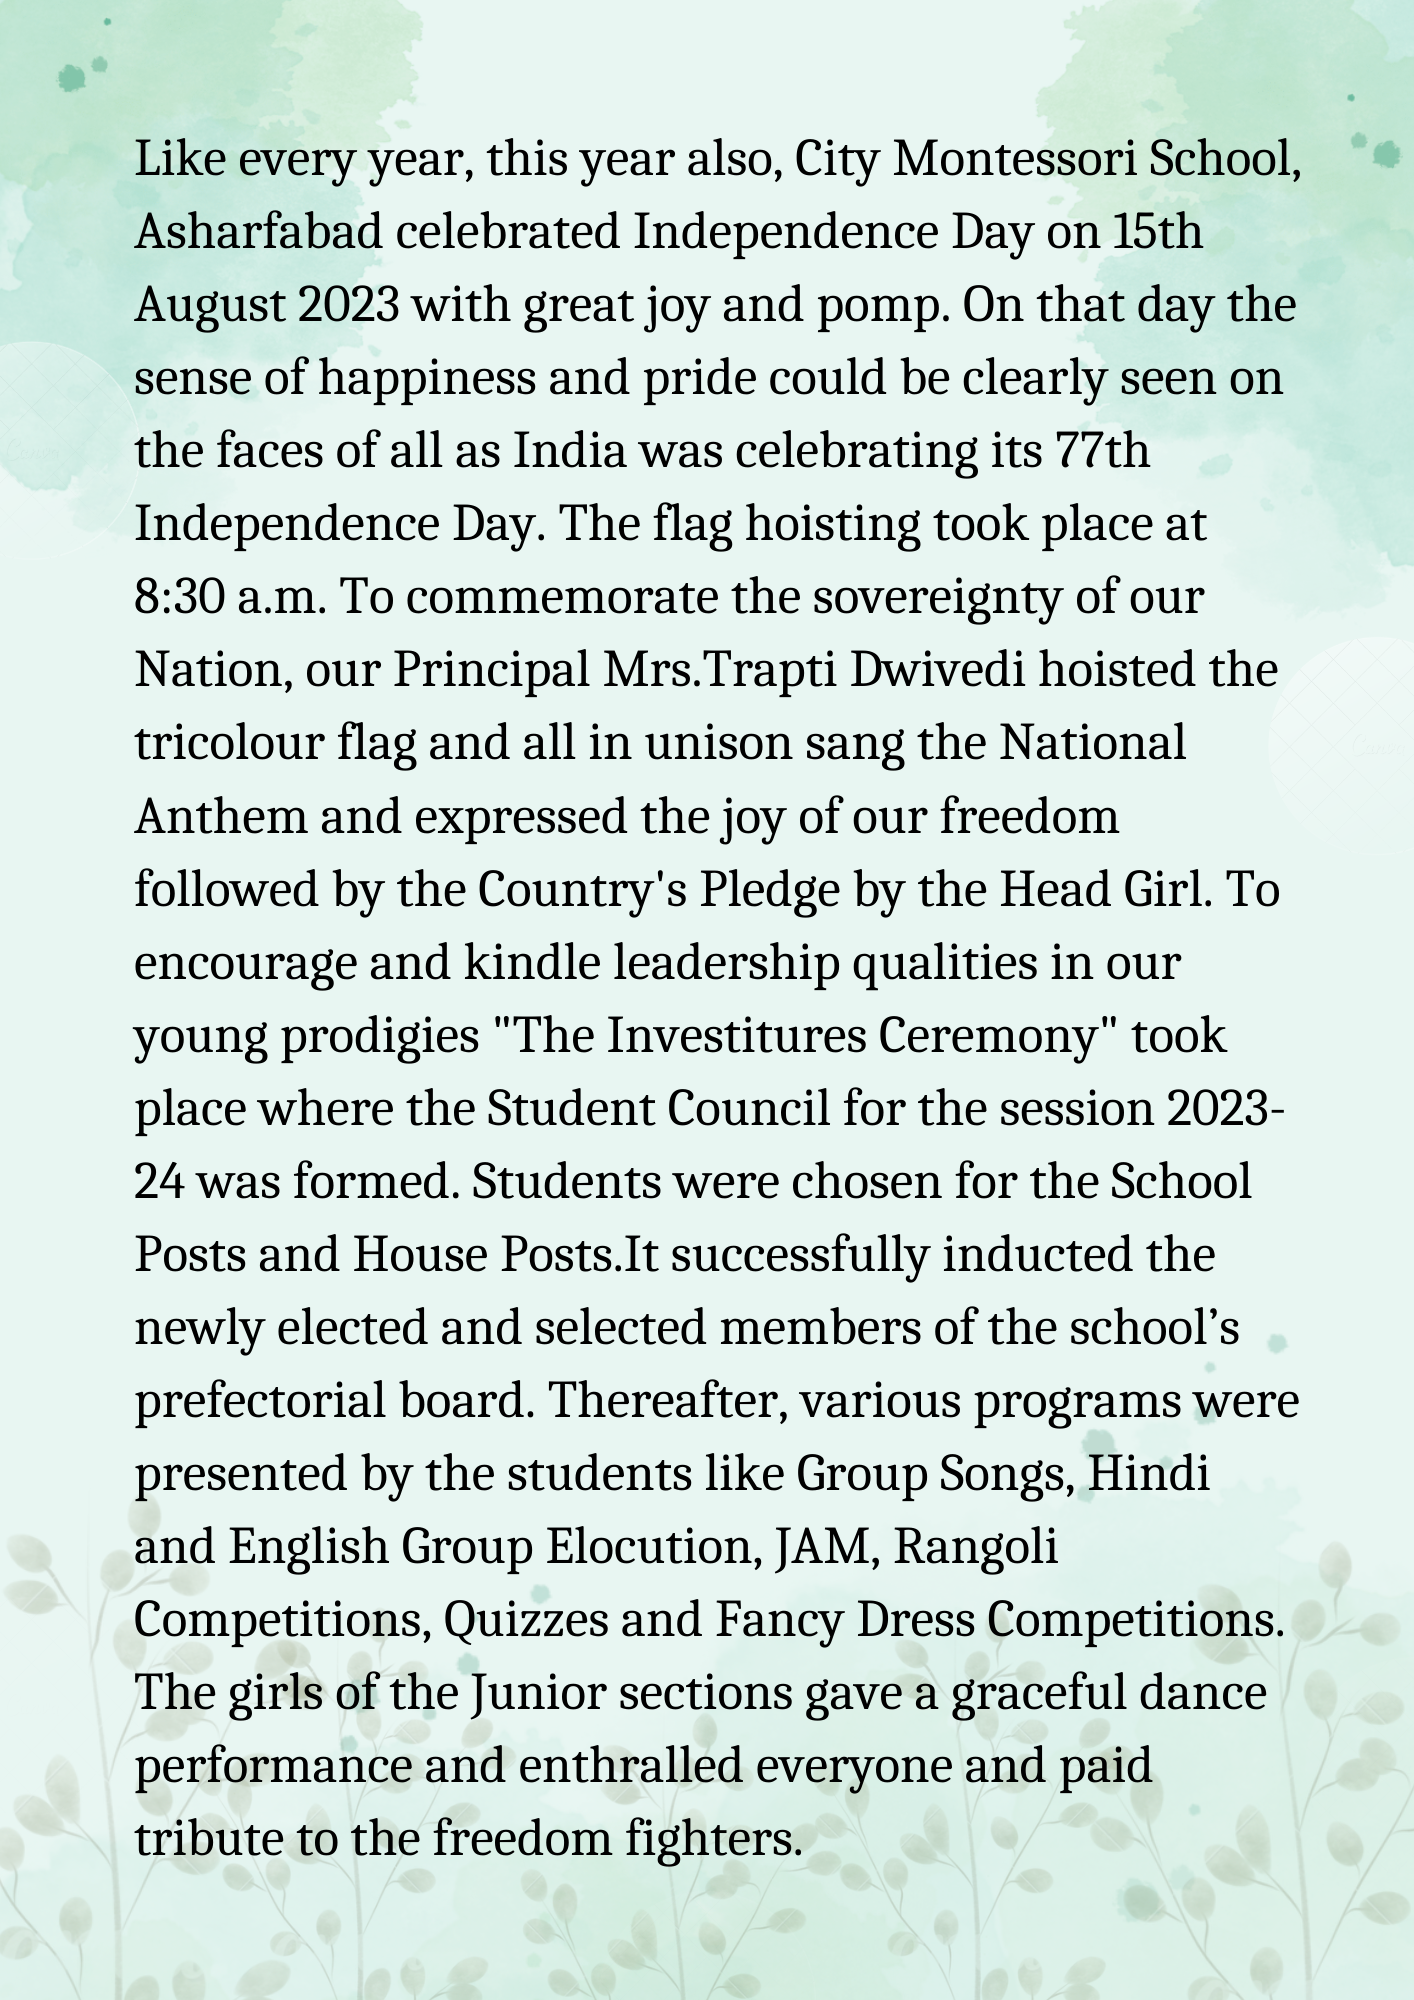 Like every year, this year also, City Montessori School,
Asharfabad celebrated Independence Day on 15th
August 2023 with great joy and pomp. On that day the
sense of happiness and pride could be clearly seen on
the faces of all as India was celebrating its 77th
Independence Day. The flag hoisting took place at
8:30 a.m. To commemorate the sovereignty of our
Nation, our Principal Mrs.Trapti Dwivedi hoisted the
tricolour flag and all in unison sang the National
Anthem and expressed the joy of our freedom
followed by the Country's Pledge by the Head Girl. To
encourage and kindle leadership qualities in our
young prodigies "The Investitures Ceremony" took
place where the Student Council for the session 2023-
24 was formed. Students were chosen for the School
Posts and House Posts.It successfully inducted the
newly elected and selected members of the school’s
prefectorial board. Thereafter, various programs were
presented by the students like Group Songs, Hindi
and English Group Elocution, JAM, Rangoli
Competitions, Quizzes and Fancy Dress Competitions.
The girls of the Junior sections gave a graceful dance
performance and enthralled everyone and paid
tribute to the freedom fighters.